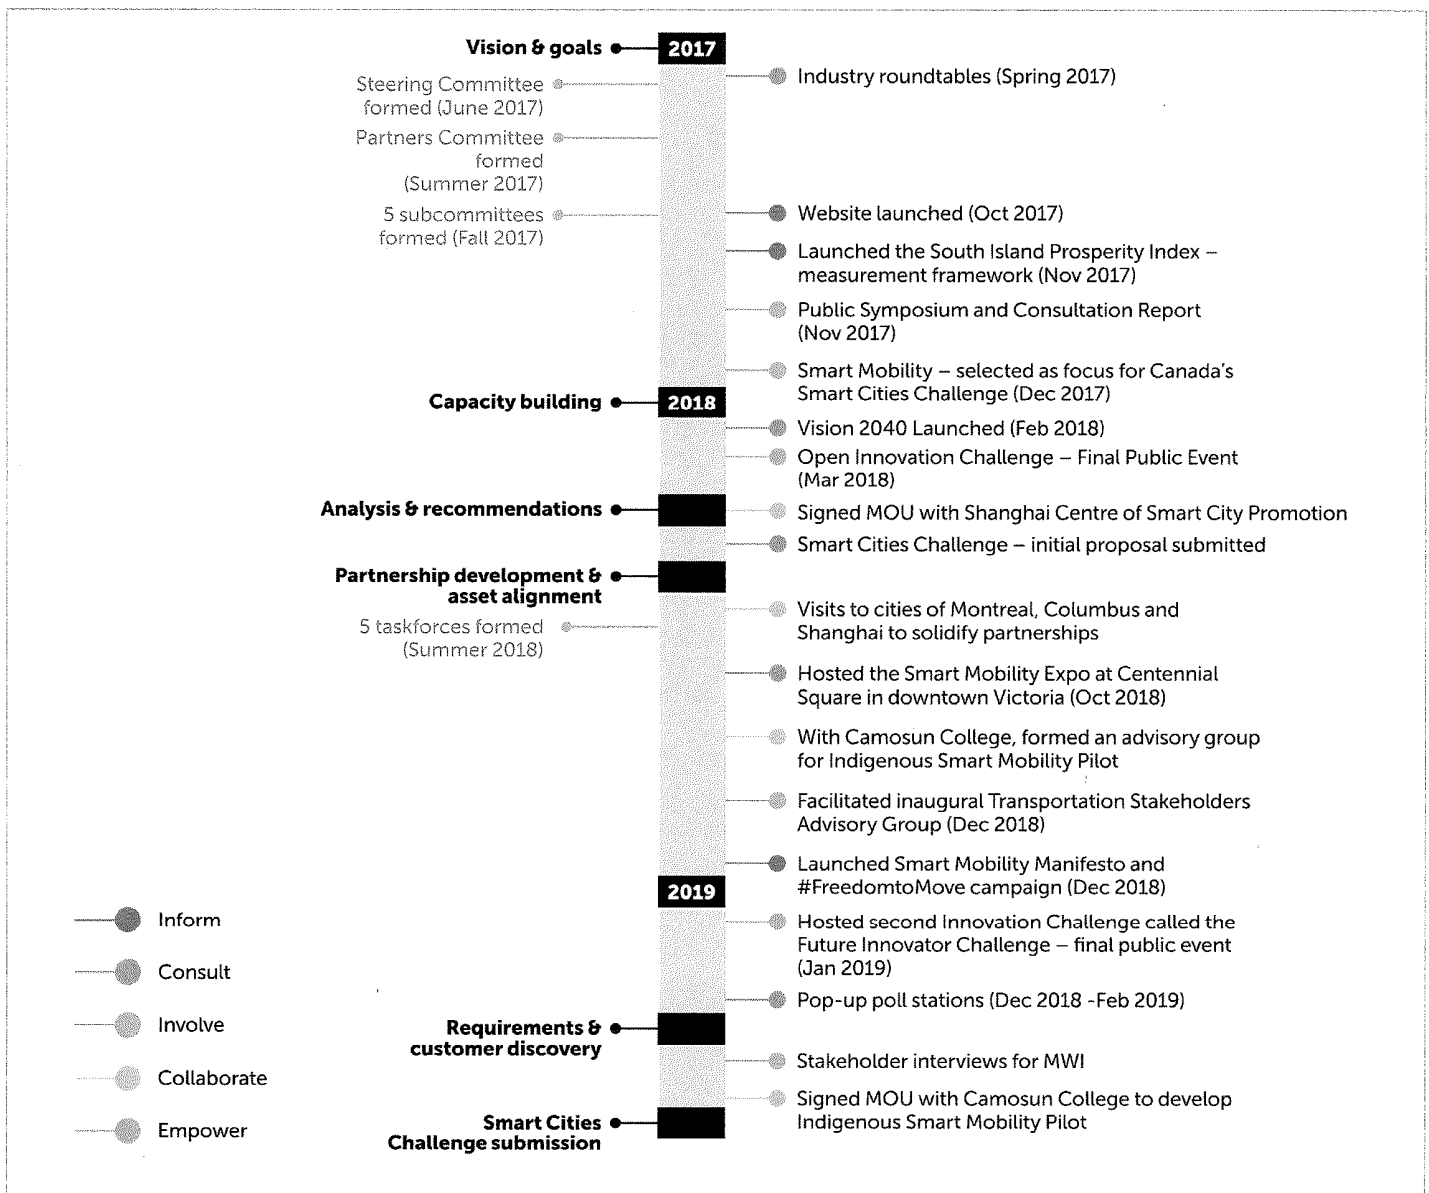 Vision & goals
2017
Industry roundtables (Spring 2017)
Steering Committee
formed (June 2017)
Partners Committee
formed
(Summer 2017)
5 subcommittees
formed (Fall 2017)
Website launched (Oct 2017)
Launched the South Island Prosperity Index –
measurement framework (Nov 2017)
Public Symposium and Consultation Report
(Nov 2017)
Smart Mobility – selected as focus for Canada's
Smart Cities Challenge (Dec 2017)
Capacity building
2018
Vision 2040 Launched (Feb 2018)
Open Innovation Challenge – Final Public Event
(Mar 2018)
Analysis & recommendations
Signed MOU with Shanghai Centre of Smart City Promotion
Smart Cities Challenge – initial proposal submitted
Partnership development &
asset alignment
5 taskforces formed
(Summer 2018)
Visits to cities of Montreal, Columbus and
Shanghai to solidify partnerships
Hosted the Smart Mobility Expo at Centennial
Square in downtown Victoria (Oct 2018)
With Camosun College, formed an advisory group
for Indigenous Smart Mobility Pilot
Facilitated inaugural Transportation Stakeholders
Advisory Group (Dec 2018)
Launched Smart Mobility Manifesto and
#FreedomtoMove campaign (Dec 2018)
2019
Hosted second Innovation Challenge called the
Future Innovator Challenge – final public event
(Jan 2019)
Pop-up poll stations (Dec 2018 -Feb 2019)
Requirements &
customer discovery
Stakeholder interviews for MWI
Signed MOU with Camosun College to develop
Indigenous Smart Mobility Pilot
Smart Cities
Challenge submission
Inform
Consult
Involve
Collaborate
Empower